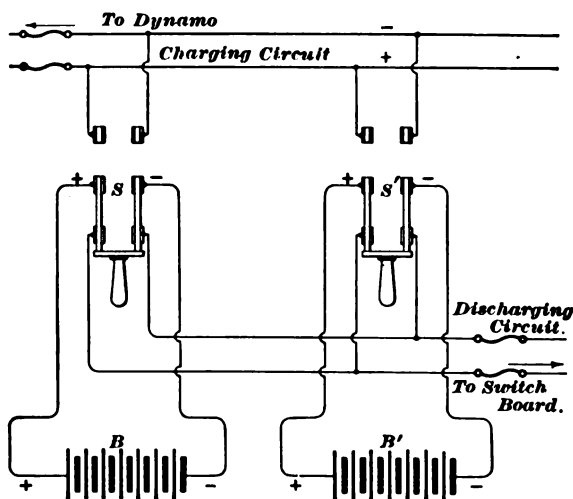 To Dynamo
−
Charging Circuit +
+ S − + S' −
Discharging
Circuit.
To Switch
Board.
B B'
+ − + −